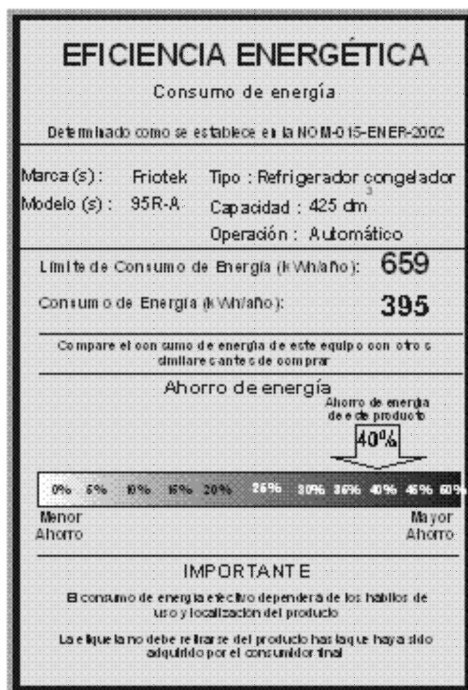 EFICIENCIA ENERGÉTICA
Consumo de energía
Determinado como se establece en la NOM-015-ENER-2002
Marca (s) : Friotek Tipo : Refrigerador congelador
Modelo (s) : 95R-A Capacidad : 425 dm3
Operación : Automático
Límite de Consumo de Energía (kWh/año): 659
Consumo de Energía (kWh/año): 395
Compare el consumo de energía de este equipo con otros
similares antes de comprar
Ahorro de energía
Ahorro de energía
de este producto
40%
0% 5% 10% 15% 20% 25% 30% 35% 40% 45% 50%
Menor Ahorro
Mayor Ahorro
IMPORTANTE
El consumo de energía efectivo dependerá de los hábitos de
uso y localización del producto
La etiqueta no debe retirarse del producto hasta que haya sido
adquirido por el consumidor final